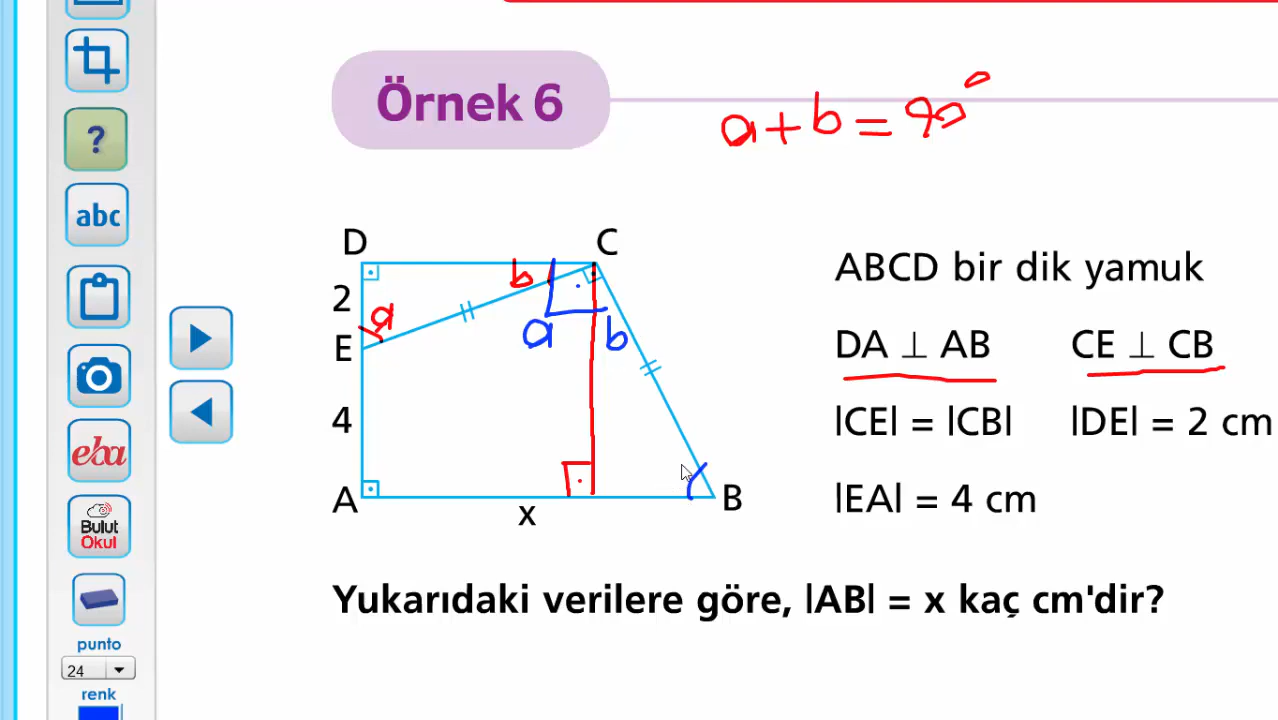 ?
abc
eba
Bulut
Okul
punto
24
renk
Örnek 6
a+b=90°
D
C
2
a
b
E
a
b
4
A
B
x
ABCD bir dik yamuk
DA ⊥ AB CE ⊥ CB
|CE| = |CB| |DE| = 2 cm
|EA| = 4 cm
Yukarıdaki verilere göre, |AB| = x kaç cm'dir?